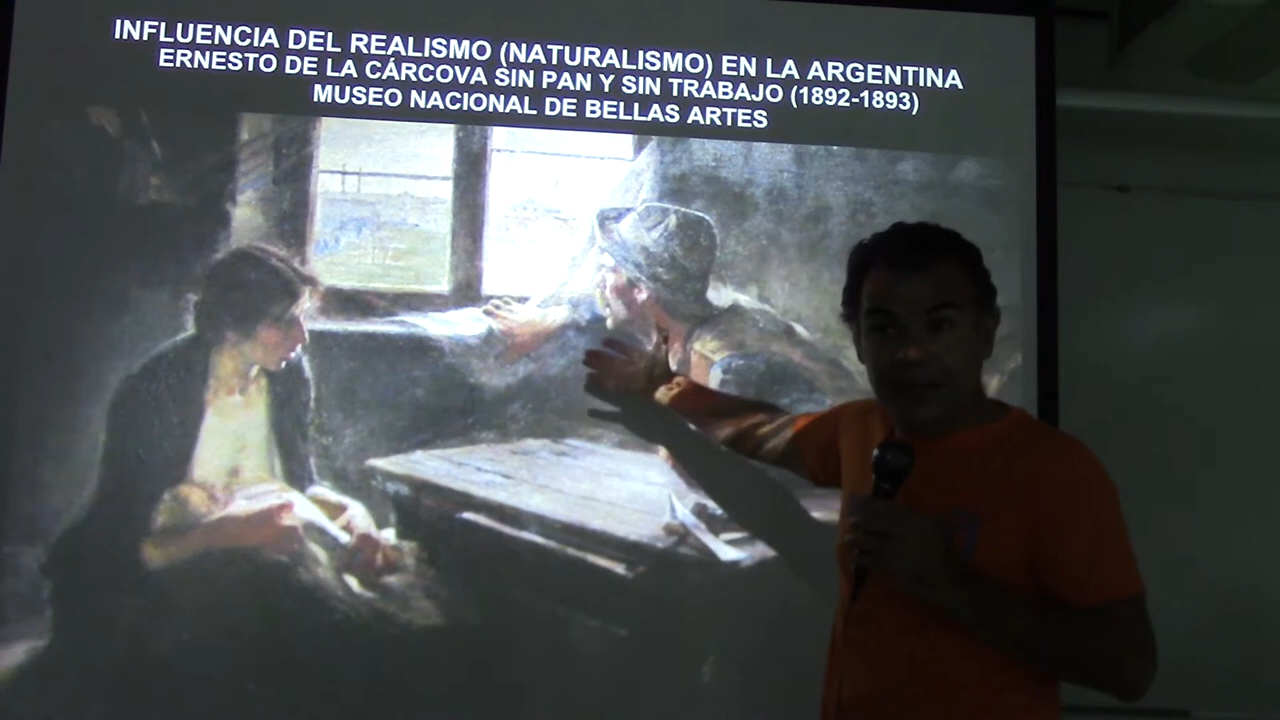 INFLUENCIA DEL REALISMO (NATURALISMO) EN LA ARGENTINA
ERNESTO DE LA CÁRCOVA SIN PAN Y SIN TRABAJO (1892-1893)
MUSEO NACIONAL DE BELLAS ARTES